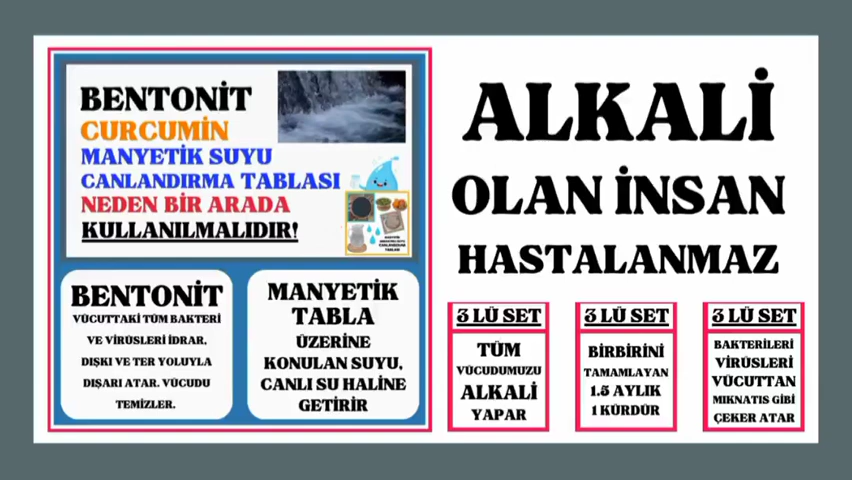 BENTONİT
CURCUMİN
MANYETİK SUYU
CANLANDIRMA TABLASI
NEDEN BİR ARADA
KULLANILMALIDIR!
BENTONİT
VÜCUTTAKİ TÜM BAKTERİ
VE VİRÜSLERİ İDRAR,
DIŞKI VE TER YOLUYLA
DIŞARI ATAR. VÜCUDU
TEMİZLER.
MANYETİK
TABLA
ÜZERİNE
KONULAN SUYU,
CANLI SU HALİNE
GETİRİR
ALKALİ
OLAN İNSAN
HASTALANMAZ
3 LÜ SET
TÜM
VÜCUDUMUZU
ALKALİ
YAPAR
3 LÜ SET
BİRBİRİNİ
TAMAMLAYAN
1.5 AYLIK
1 KÜRDÜR
3 LÜ SET
BAKTERİLERİ
VİRÜSLERİ
VÜCUTTAN
MIKNATIS GİBİ
ÇEKER ATAR